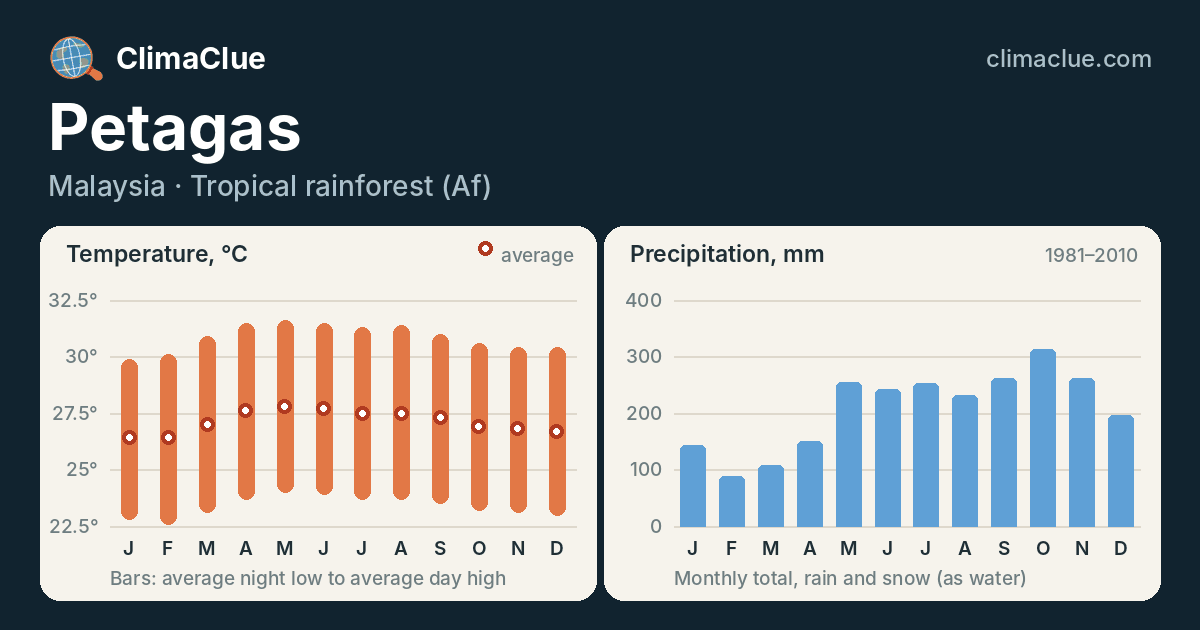 ClimaClue
climaclue.com
Petagas
Malaysia · Tropical rainforest (Af)
Temperature, °C
average
32.5°
30°
27.5°
25°
22.5°
J F M A M J J A S O N D
Bars: average night low to average day high
Precipitation, mm
1981–2010
400
300
200
100
0
J F M A M J J A S O N D
Monthly total, rain and snow (as water)